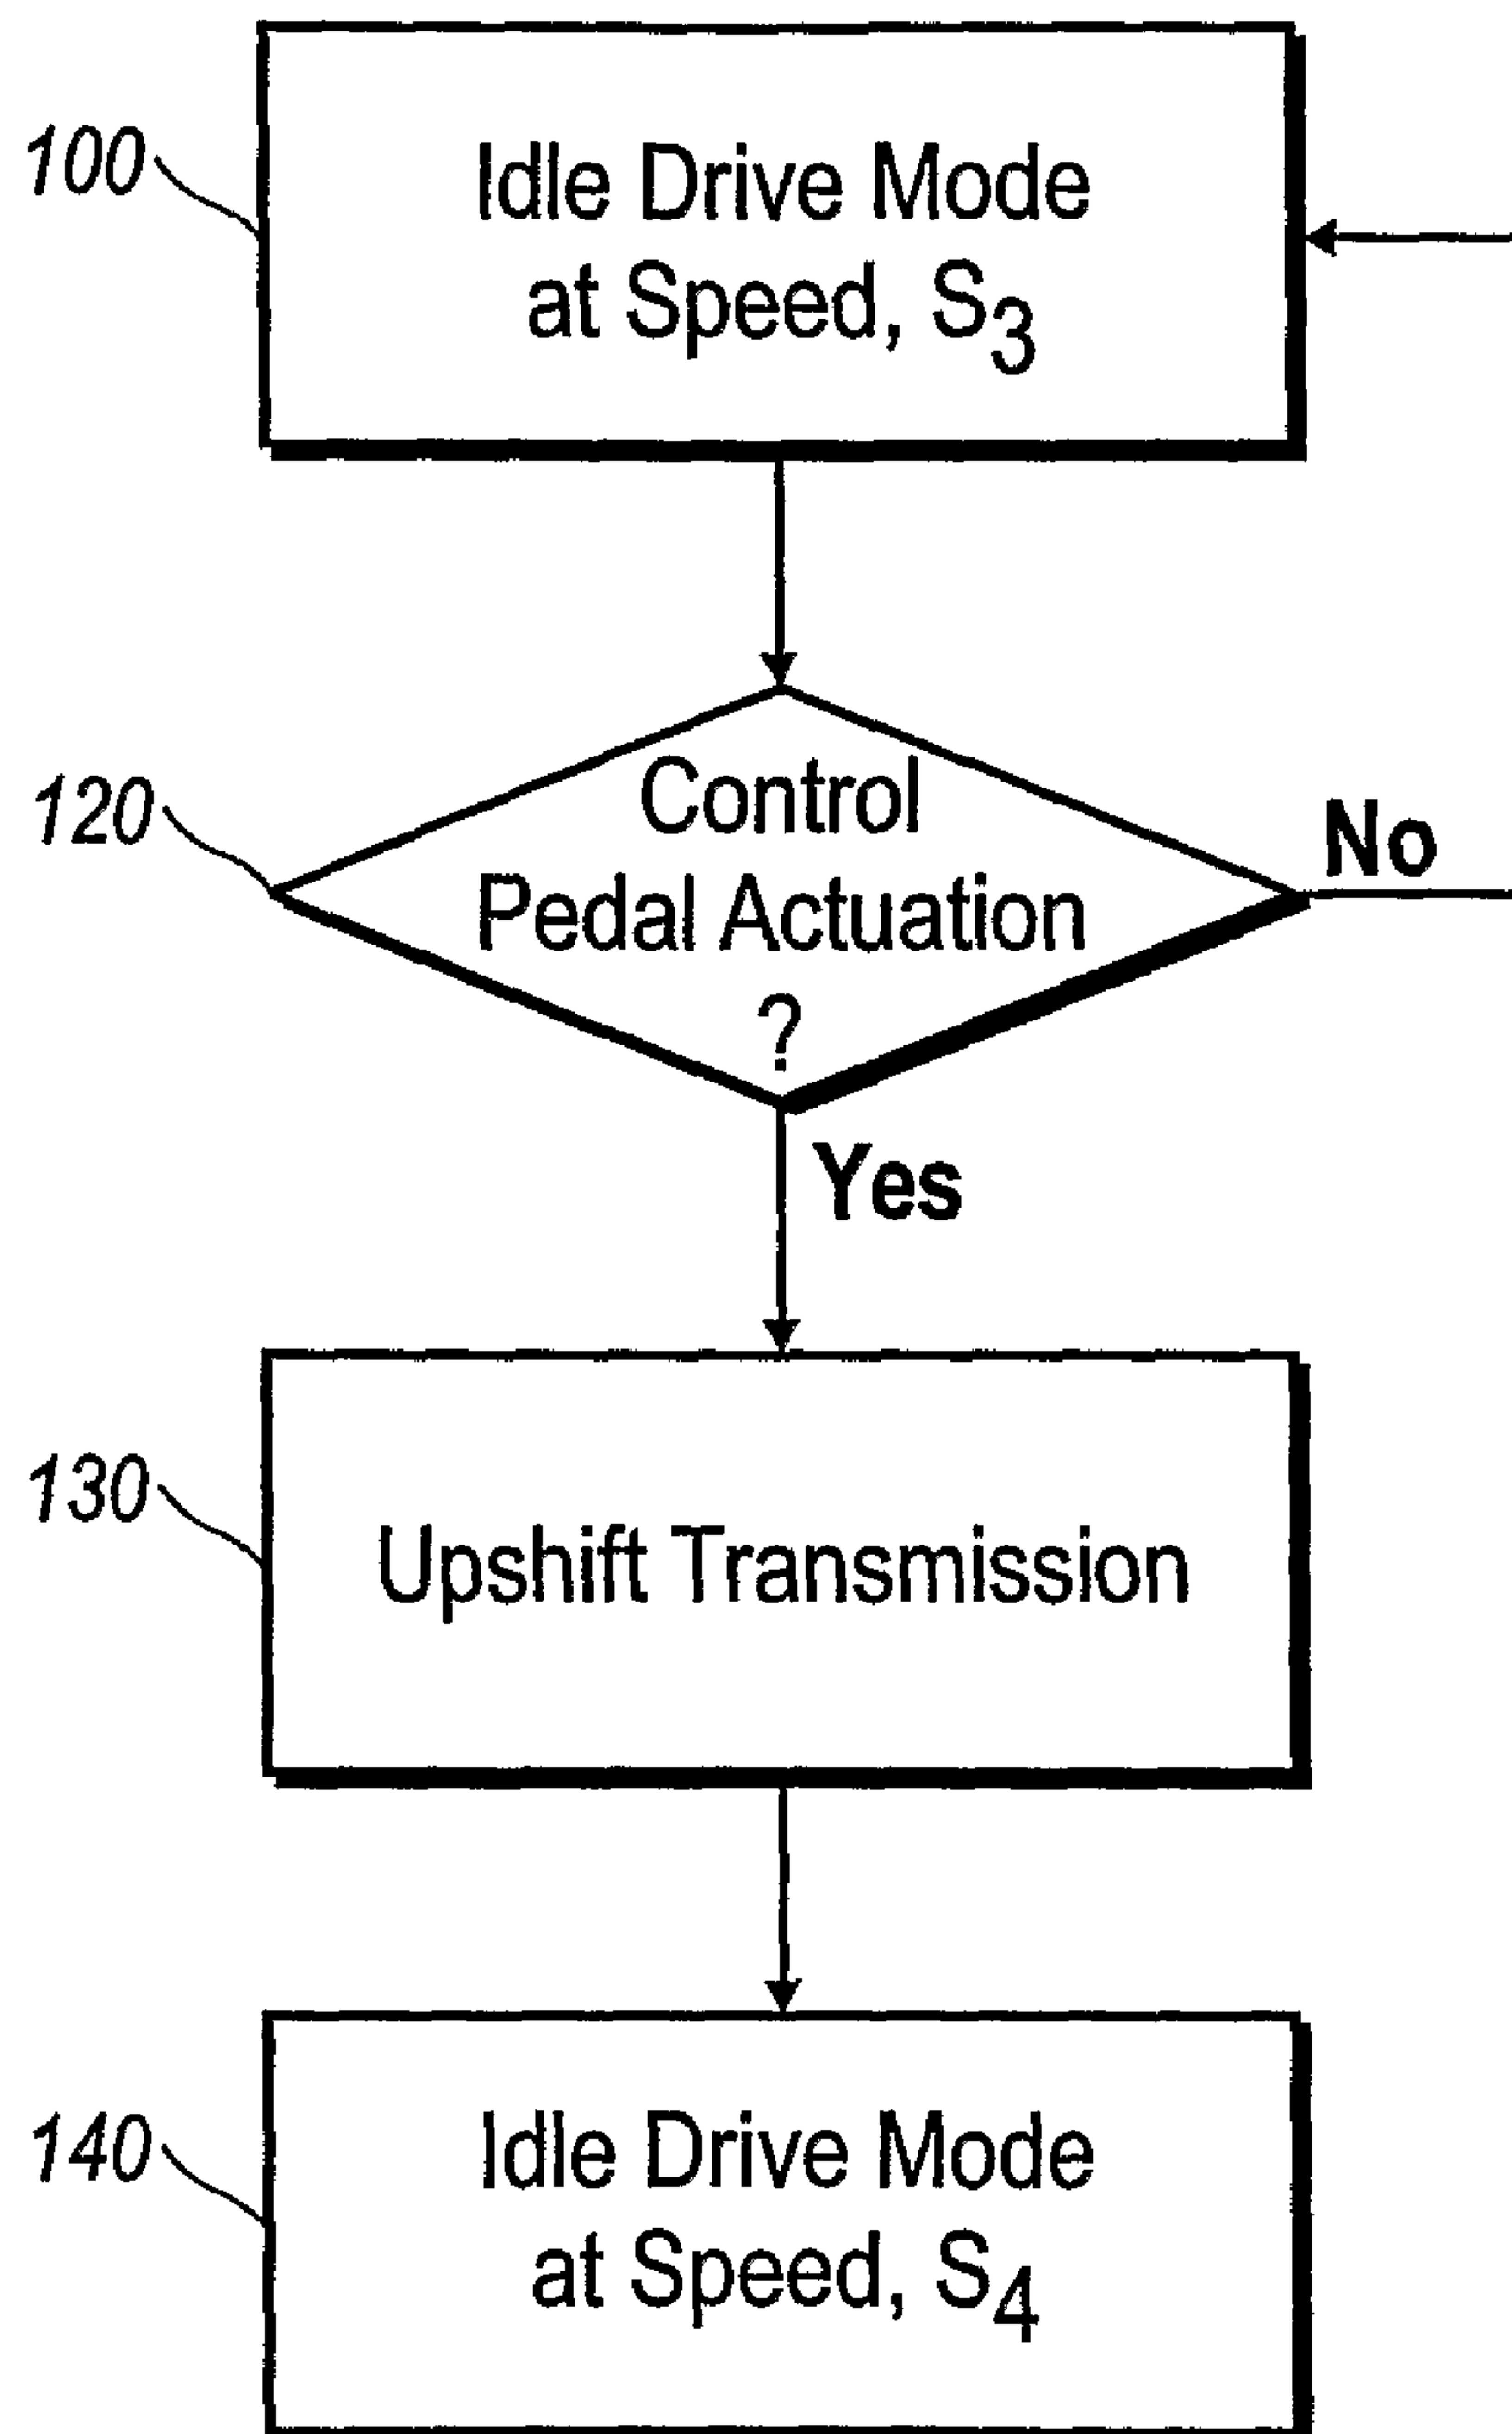 100
Idle Drive Mode
at Speed, S3
120
Control
Pedal Actuation
?
No
Yes
130
Upshift Transmission
140
Idle Drive Mode
at Speed, S4